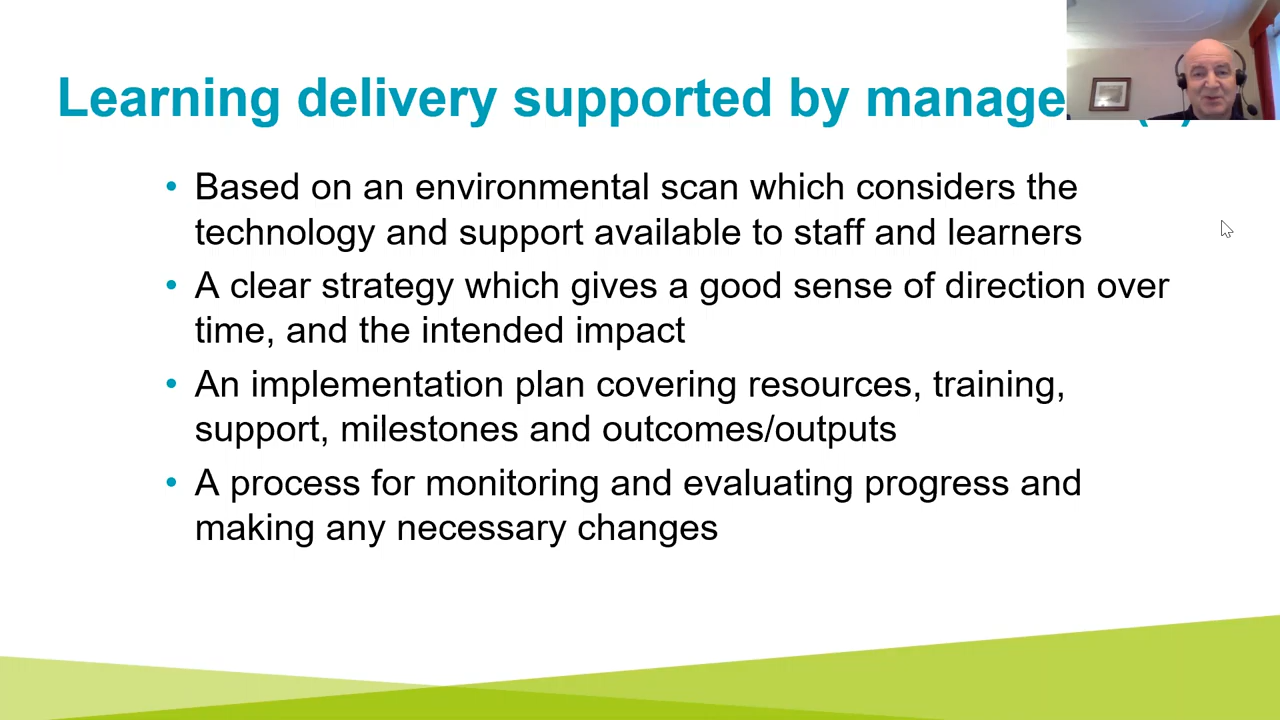 Learning delivery supported by
• Based on an environmental scan which considers the
technology and support available to staff and learners
• A clear strategy which gives a good sense of direction over
time, and the intended impact
• An implementation plan covering resources, training,
support, milestones and outcomes/outputs
• A process for monitoring and evaluating progress and
making any necessary changes